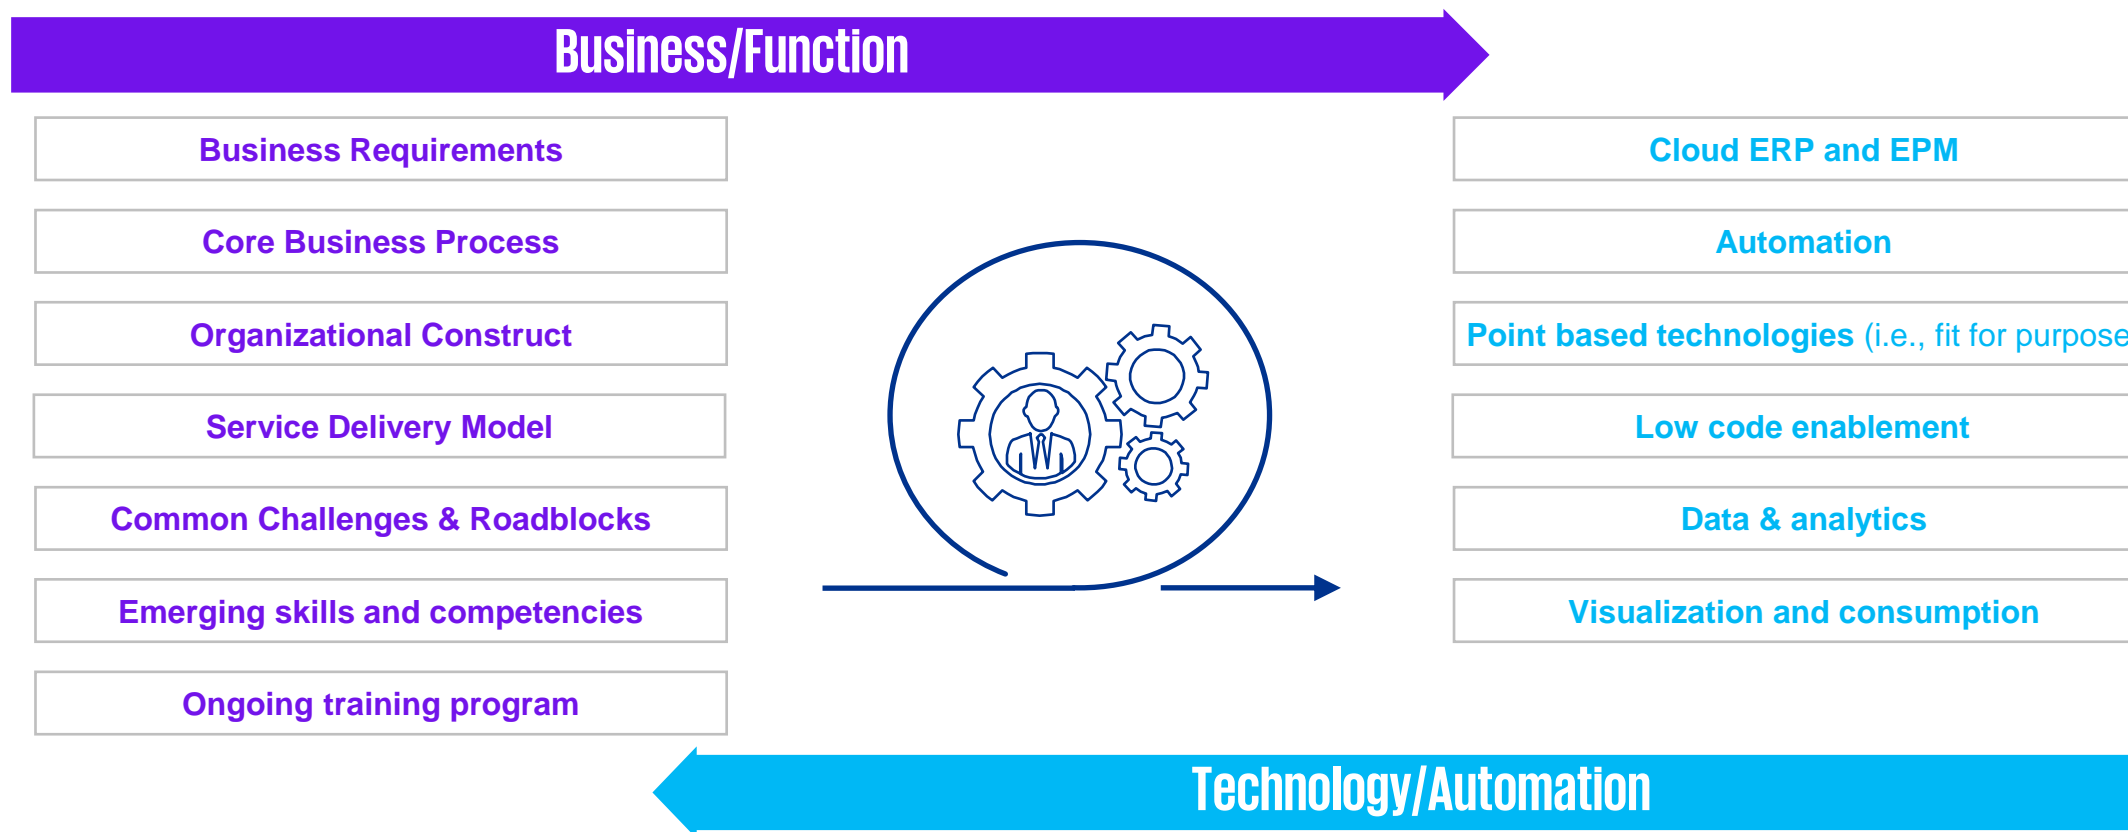 Business/Function
Business Requirements
Core Business Process
Organizational Construct
Service Delivery Model
Common Challenges & Roadblocks
Emerging skills and competencies
Ongoing training program
Cloud ERP and EPM
Automation
Point based technologies (i.e., fit for purpose
Low code enablement
Data & analytics
Visualization and consumption
Technology/Automation